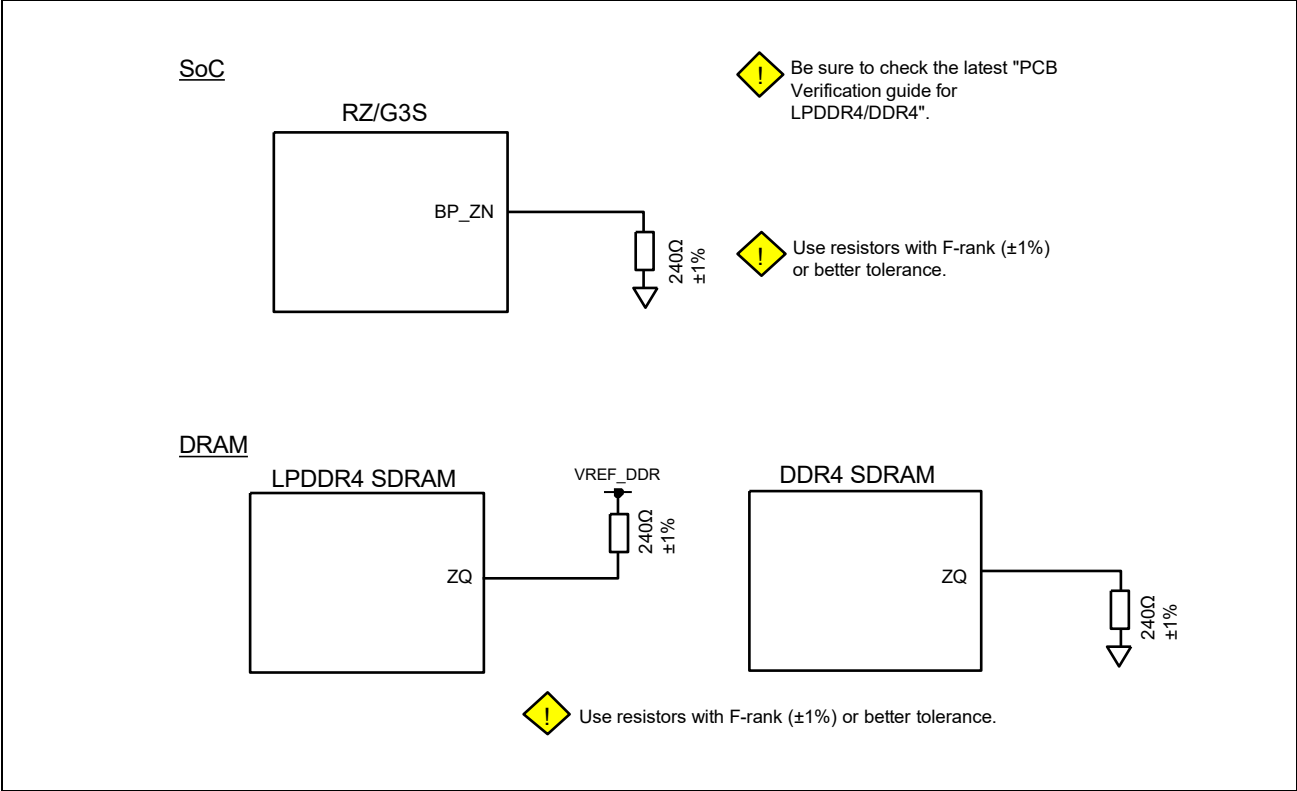 SoC
RZ/G3S
BP_ZN
240Ω
±1%
! Be sure to check the latest "PCB
Verification guide for
LPDDR4/DDR4".
! Use resistors with F-rank (±1%)
or better tolerance.
DRAM
LPDDR4 SDRAM
ZQ
VREF_DDR
240Ω
±1%
DDR4 SDRAM
ZQ
240Ω
±1%
! Use resistors with F-rank (±1%) or better tolerance.